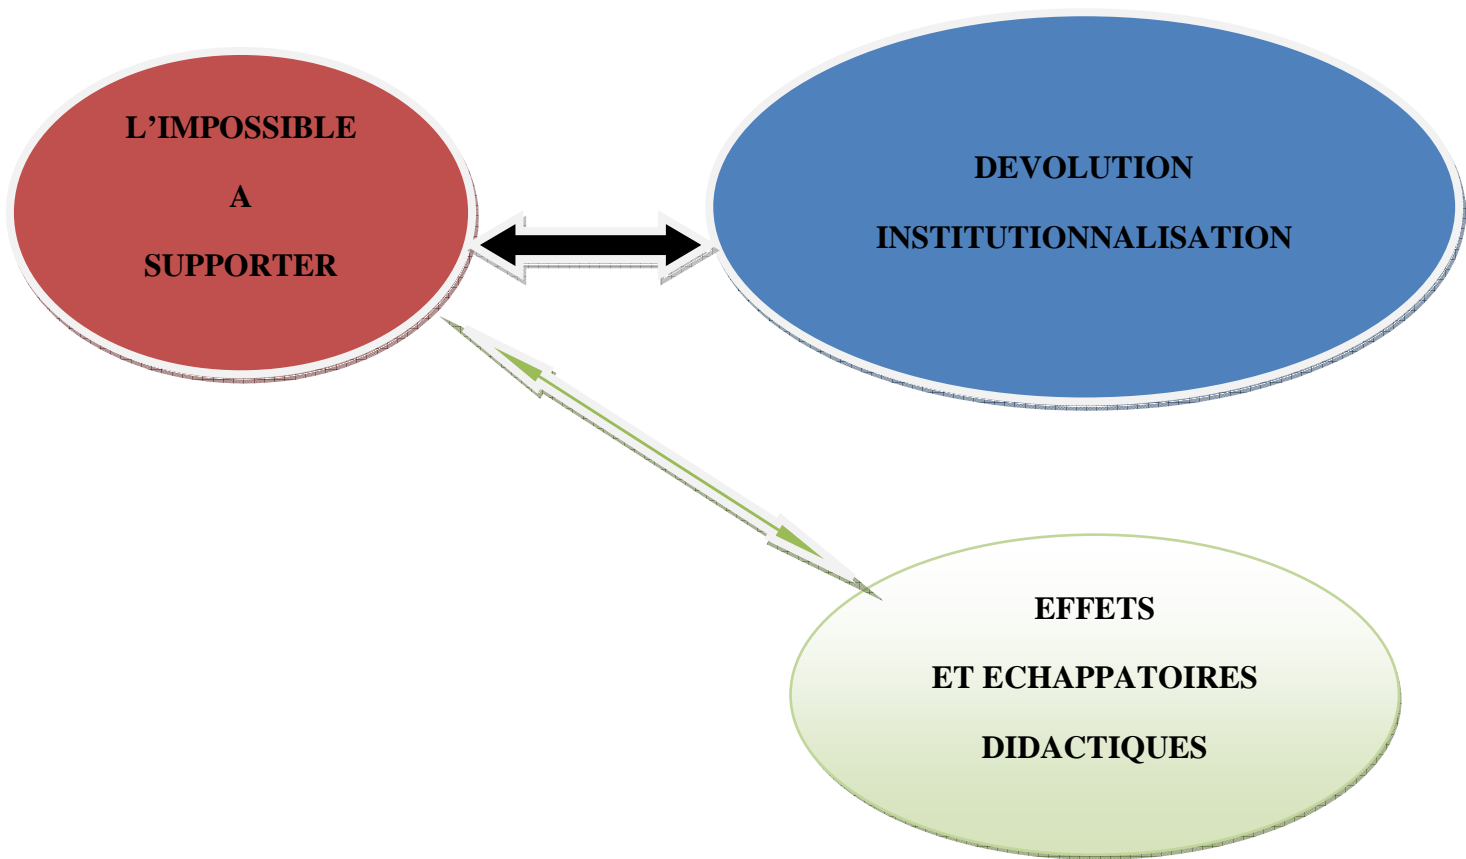 L’IMPOSSIBLE
A
SUPPORTER
DEVOLUTION
INSTITUTIONNALISATION
EFFETS
ET ECHAPPATOIRES
DIDACTIQUES